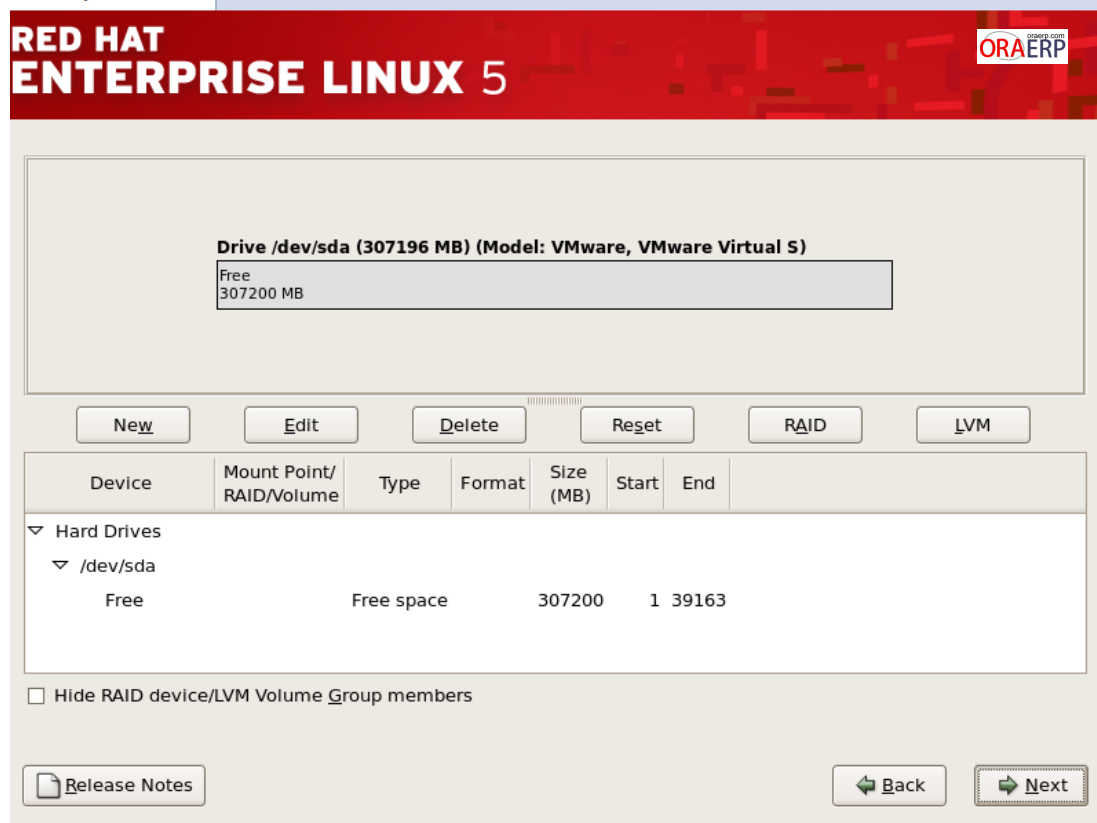 RED HAT
ENTERPRISE LINUX 5
oraerp.com
ORAERP
Drive /dev/sda (307196 MB) (Model: VMware, VMware Virtual S)
Free
307200 MB
New Edit Delete Reset RAID LVM
Device Mount Point/ RAID/Volume Type Format Size (MB) Start End
Hard Drives
/dev/sda
Free Free space 307200 1 39163
Hide RAID device/LVM Volume Group members
Release Notes Back Next